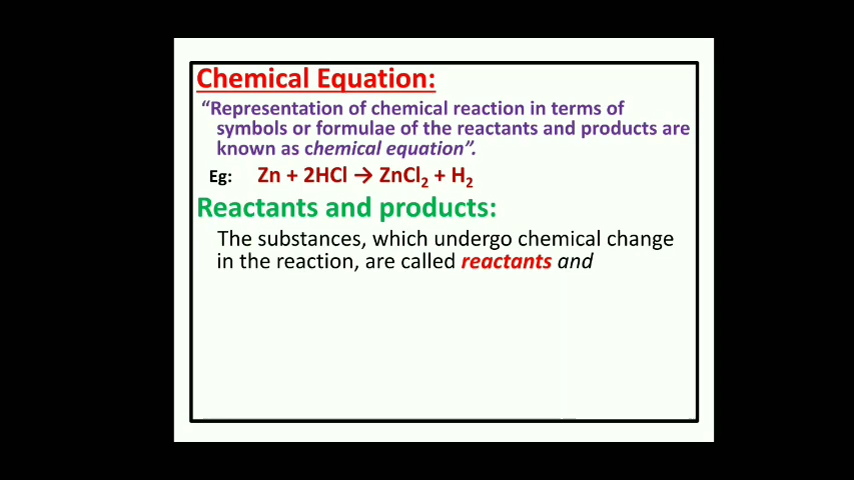 Chemical Equation:
“Representation of chemical reaction in terms of
symbols or formulae of the reactants and products are
known as chemical equation”.
Eg: Zn + 2HCl → ZnCl₂ + H₂
Reactants and products:
The substances, which undergo chemical change
in the reaction, are called reactants and